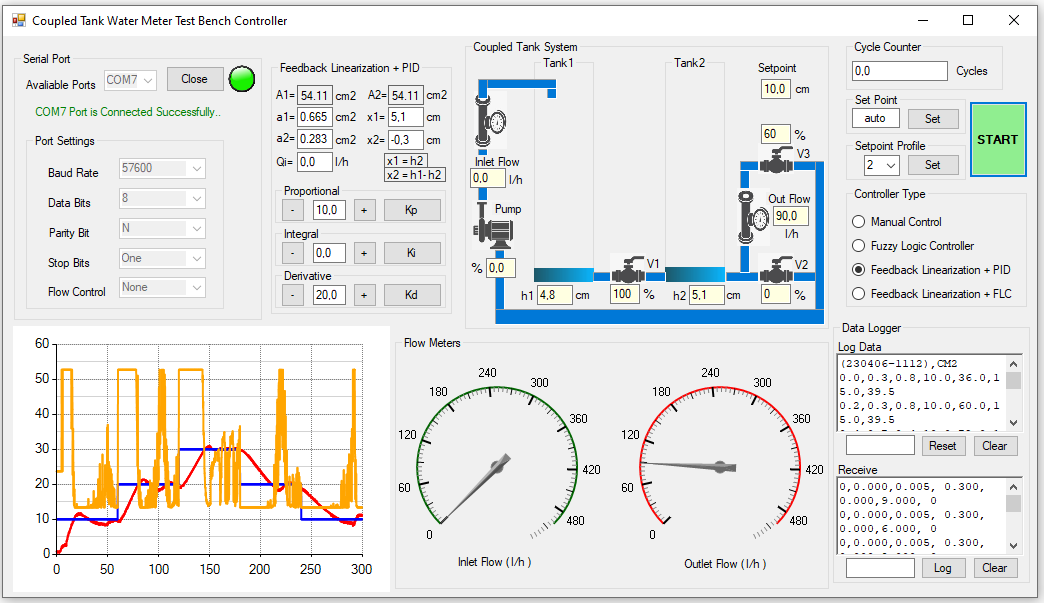 Coupled Tank Water Meter Test Bench Controller
Serial Port
Avaliable Ports COM7 Close
COM7 Port is Connected Successfully..
Port Settings
Baud Rate 57600
Data Bits 8
Parity Bit N
Stop Bits One
Flow Control None
Feedback Linearization + PID
A1= 54.11 cm2 A2= 54.11 cm2
a1= 0.665 cm2 x1= 5,1 cm
a2= 0.283 cm2 x2= -0,3 cm
Qi= 0,0 l/h x1 = h2
x2 = h1- h2
Proportional
- 10,0 + Kp
Integral
- 0,0 + Ki
Derivative
- 20,0 + Kd
Coupled Tank System
Tank1
Tank2
Setpoint
10,0 cm
60 %
V3
Inlet Flow
0,0 l/h
Out Flow
90,0
l/h
Pump
% 0,0
V1
V2
h1 4,8 cm 100 % h2 5,1 cm 0 %
Cycle Counter
0,0 Cycles
Set Point
auto Set
START
Setpoint Profile
2 Set
Controller Type
Manual Control
Fuzzy Logic Controller
Feedback Linearization + PID
Feedback Linearization + FLC
60
50
40
30
20
10
0
0 50 100 150 200 250 300
Flow Meters
0 60 120 180 240 300 360 420 480
Inlet Flow ( l/h )
0 60 120 180 240 300 360 420 480
Outlet Flow ( l/h )
Data Logger
Log Data
(230406-1112),CM2
0.0,0.3,0.8,10.0,36.0,1
5.0,39.5
0.2,0.3,0.8,10.0,60.0,1
5.0,39.5
Reset Clear
Receive
0,0.000,0.005, 0.300,
0.000,9.000, 0
0,0.000,0.005, 0.300,
0.000,6.000, 0
0,0.000,0.005, 0.300,
Log Clear